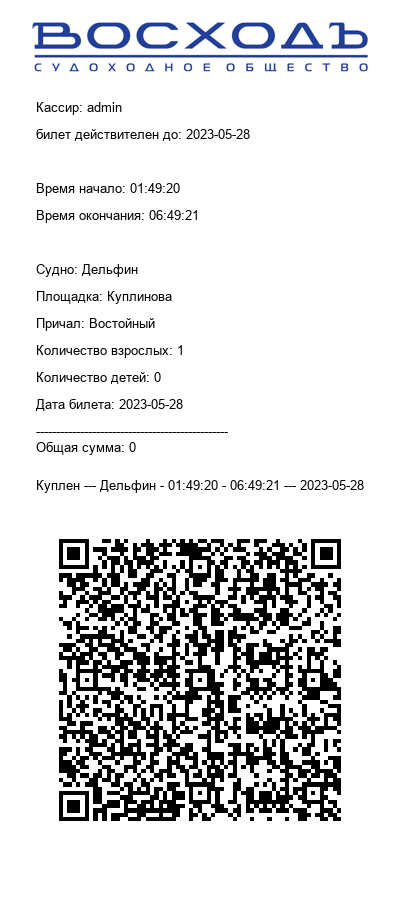 ВОСХОДЪ
СУДОХОДНОЕ ОБЩЕСТВО
Кассир: admin
билет действителен до: 2023-05-28
Время начало: 01:49:20
Время окончания: 06:49:21
Судно: Дельфин
Площадка: Куплинова
Причал: Востойный
Количество взрослых: 1
Количество детей: 0
Дата билета: 2023-05-28
------------------------------------------------
Общая сумма: 0
Куплен --- Дельфин - 01:49:20 - 06:49:21 --- 2023-05-28